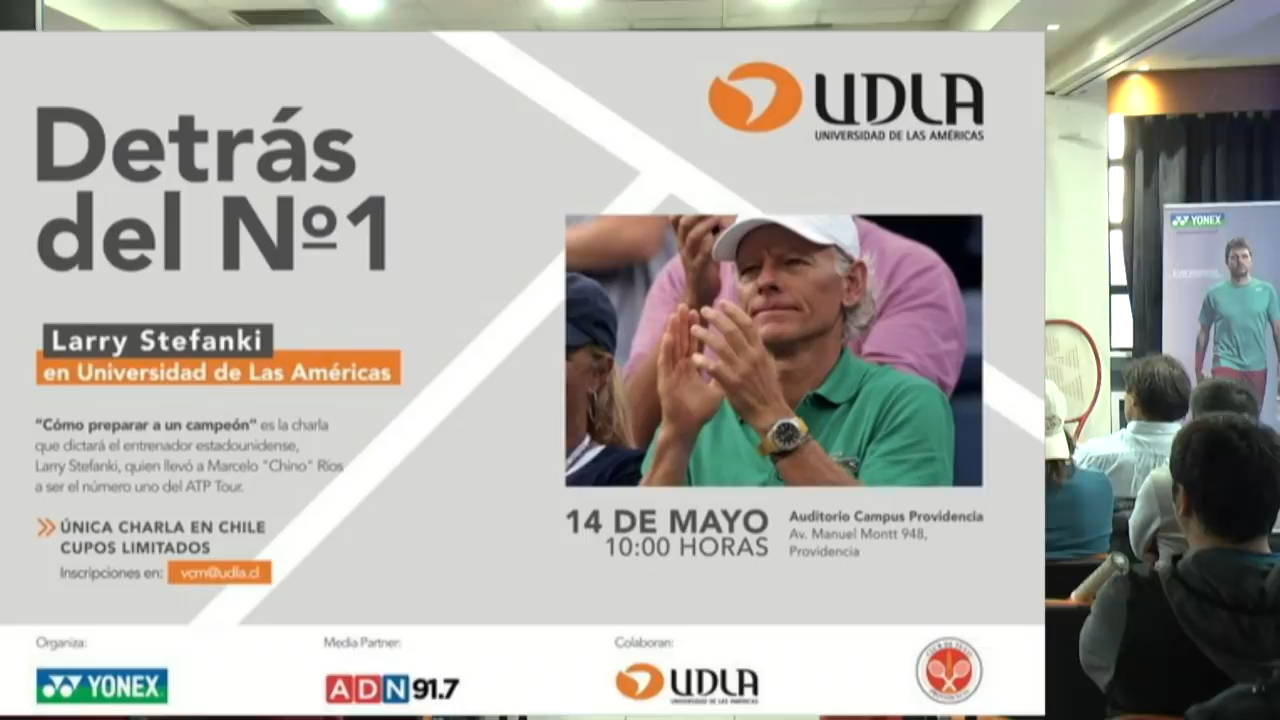 Detrás
del Nº1
UDLA
UNIVERSIDAD DE LAS AMÉRICAS
Larry Stefanki
en Universidad de Las Américas
"Cómo preparar a un campeón" es la charla
que dictará el entrenador estadounidense,
Larry Stefanki, quien llevó a Marcelo "Chino" Ríos
a ser el número uno del ATP Tour.
ÚNICA CHARLA EN CHILE
CUPOS LIMITADOS
Inscripciones en: vcm@udla.cl
14 DE MAYO
10:00 HORAS
Auditorio Campus Providencia
Av. Manuel Montt 948,
Providencia
Organiza:
YONEX
Media Partner:
ADN 91.7
Colaboran:
UDLA
UNIVERSIDAD DE LAS AMÉRICAS
YONEX